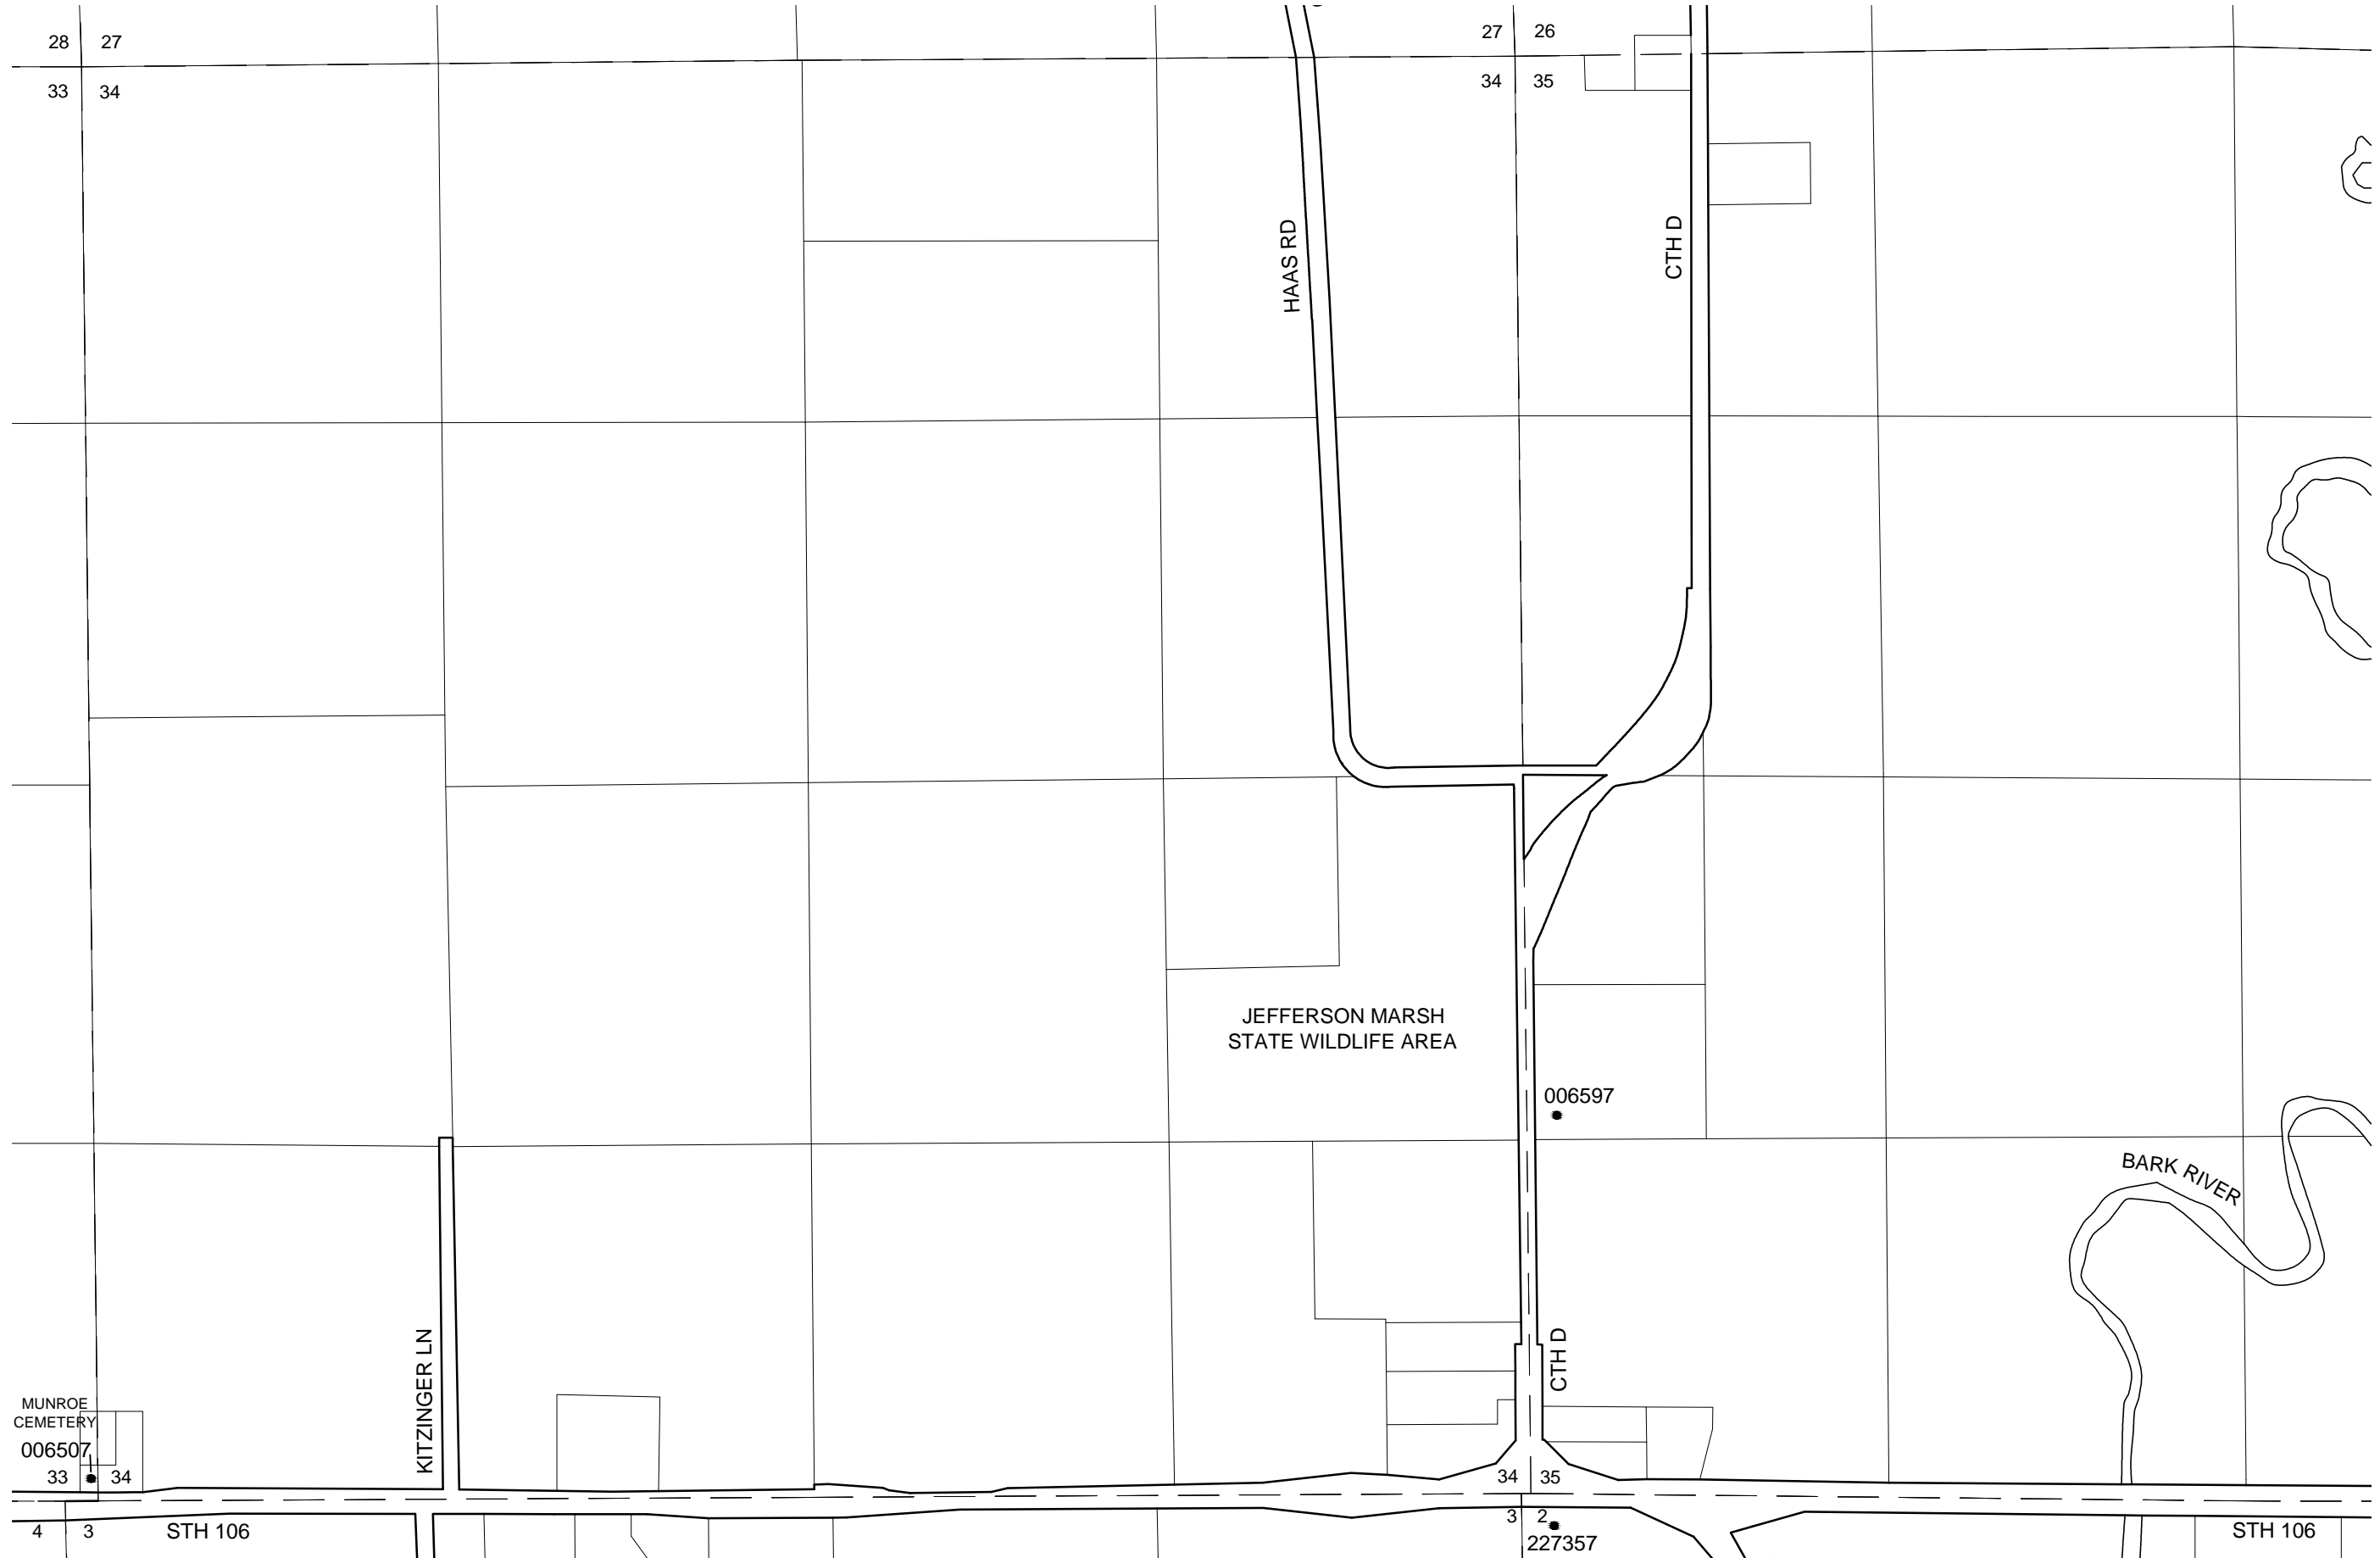 28 27
27 26
33 34
34 35
HAAS RD
CTH D
JEFFERSON MARSH
STATE WILDLIFE AREA
006597
BARK RIVER
KITZINGER LN
CTH D
MUNROE
CEMETERY
006507
33 34
34 35
4 3
STH 106
3 2
227357
STH 106